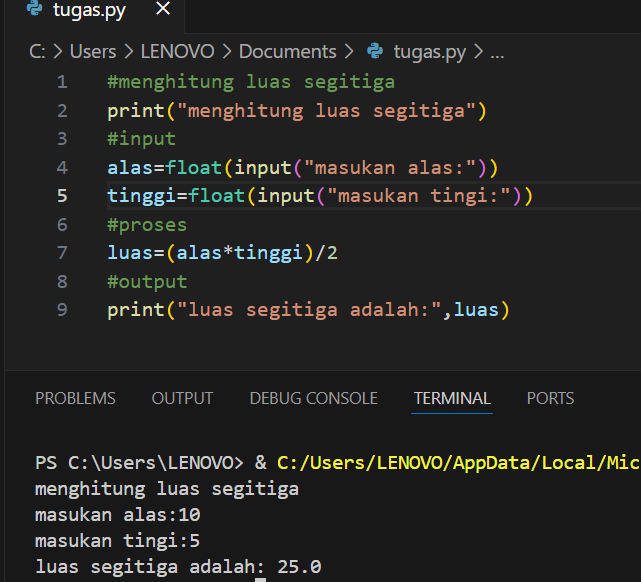 tugas.py ×
C: > Users > LENOVO > Documents > tugas.py > ...
1 #menghitung luas segitiga
2 print("menghitung luas segitiga")
3 #input
4 alas=float(input("masukan alas:"))
5 tinggi=float(input("masukan tingi:"))
6 #proses
7 luas=(alas*tinggi)/2
8 #output
9 print("luas segitiga adalah:",luas)
PROBLEMS OUTPUT DEBUG CONSOLE TERMINAL PORTS
PS C:\Users\LENOVO> & C:/Users/LENOVO/AppData/Local/Mic
menghitung luas segitiga
masukan alas:10
masukan tingi:5
luas segitiga adalah: 25.0